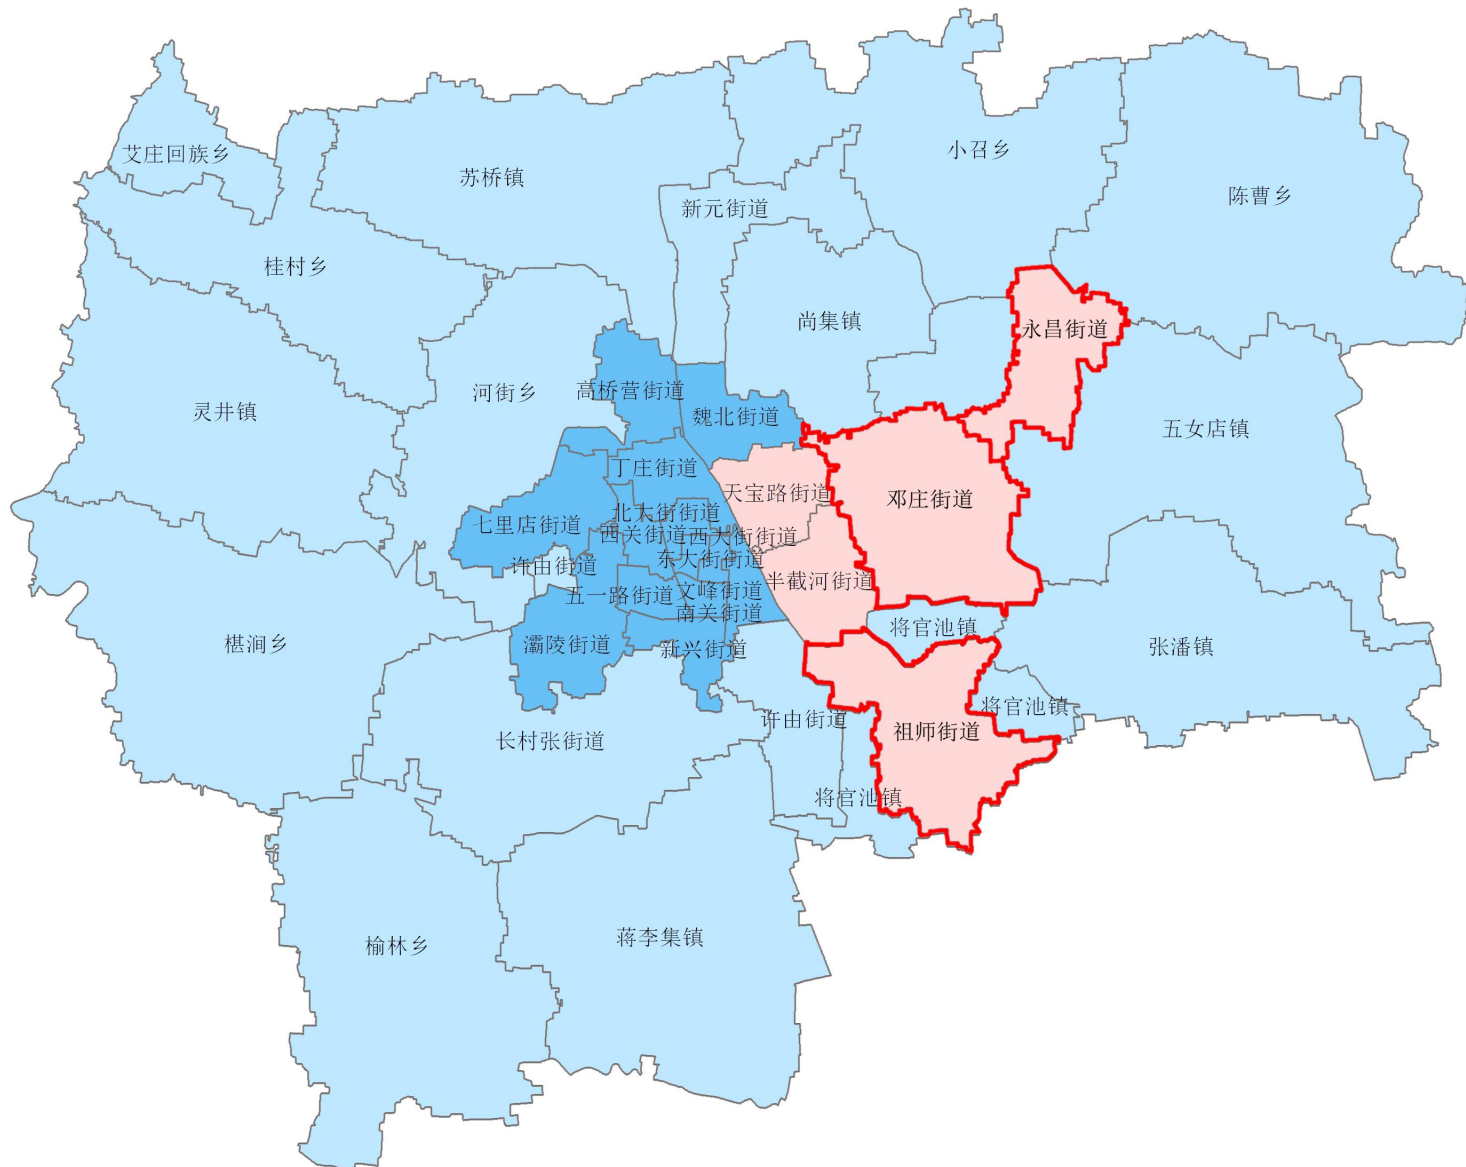 小召乡
艾庄回族乡
苏桥镇
陈曹乡
新元街道
桂村乡
尚集镇
永昌街道
高桥营街道
河街乡
灵井镇
魏北街道
五女店镇
丁庄街道
天宝路街道
邓庄街道
北大街街道
七里店街道
西关街道
西大街街道
东大街街道
许由街道
半截河街道
文峰街道
五一路街道
南关街道
将官池镇
椹涧乡
灞陵街道
新兴街道
张潘镇
将官池镇
许由街道
祖师街道
长村张街道
将官池镇
蒋李集镇
榆林乡